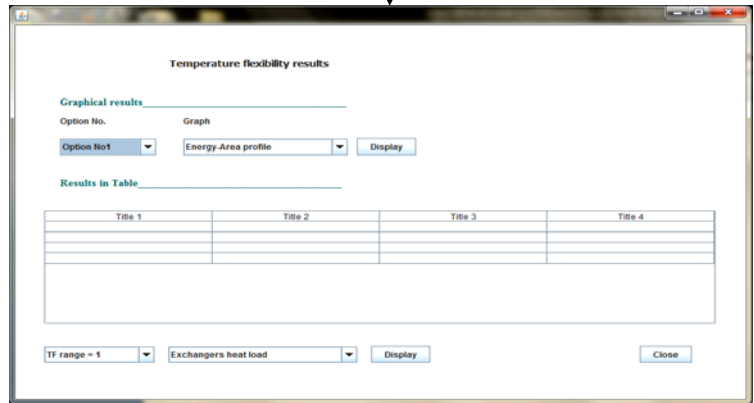 Temperature flexibility results
Graphical results
Option No. Graph
Option No1 Energy-Area profile Display
Results in Table
Title 1 Title 2 Title 3 Title 4
TF range = 1 Exchangers heat load Display Close